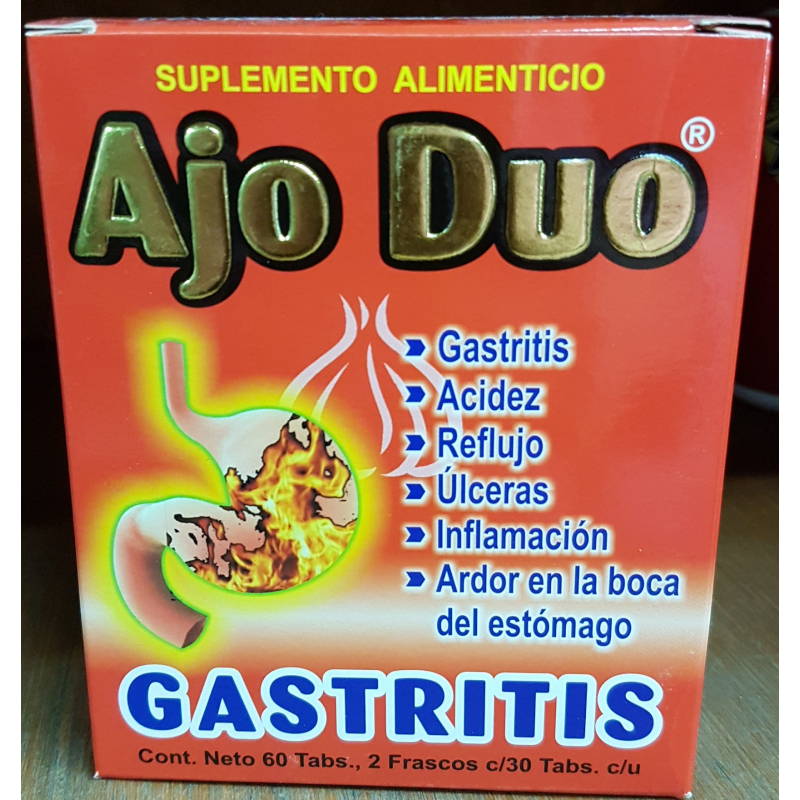 SUPLEMENTO ALIMENTICIO
Ajo Duo®
Gastritis
Acidez
Reflujo
Úlceras
Inflamación
Ardor en la boca
del estómago
GASTRITIS
Cont. Neto 60 Tabs., 2 Frascos c/30 Tabs. c/u